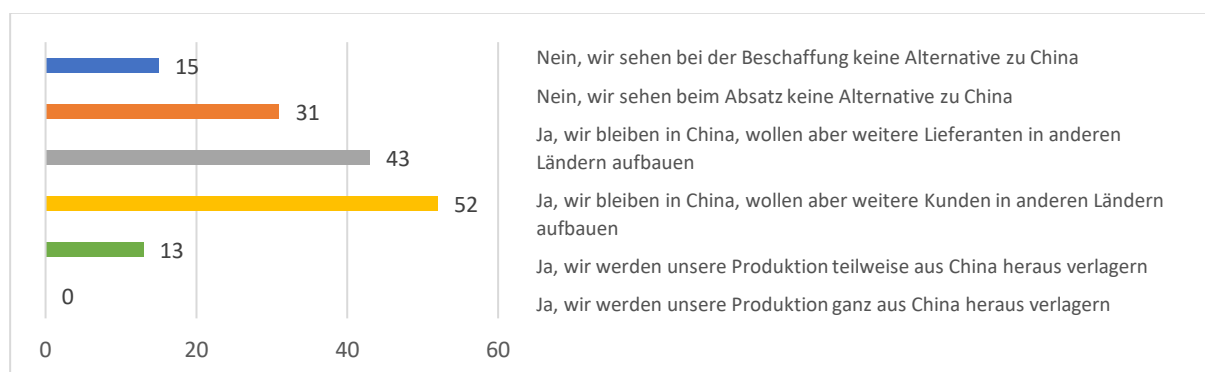 15
Nein, wir sehen bei der Beschaffung keine Alternative zu China
31
Nein, wir sehen beim Absatz keine Alternative zu China
43
Ja, wir bleiben in China, wollen aber weitere Lieferanten in anderen
Ländern aufbauen
52
Ja, wir bleiben in China, wollen aber weitere Kunden in anderen Ländern
aufbauen
13
Ja, wir werden unsere Produktion teilweise aus China heraus verlagern
0
Ja, wir werden unsere Produktion ganz aus China heraus verlagern
0 20 40 60